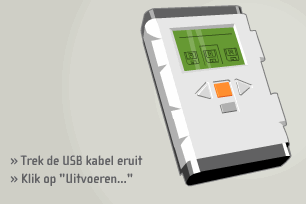 » Trek de USB kabel eruit
» Klik op "Uitvoeren..."